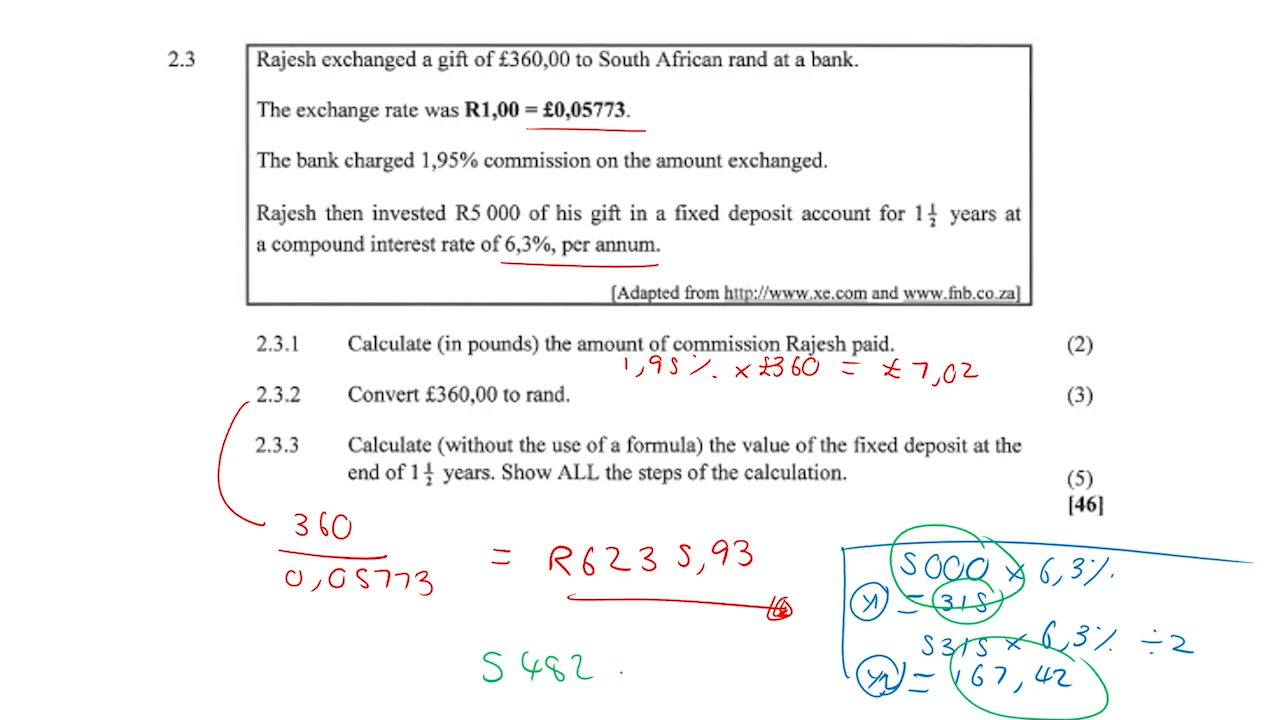 2.3
Rajesh exchanged a gift of £360,00 to South African rand at a bank.
The exchange rate was R1,00 = £0,05773.
The bank charged 1,95% commission on the amount exchanged.
Rajesh then invested R5 000 of his gift in a fixed deposit account for 1 1/2 years at
a compound interest rate of 6,3%, per annum.
[Adapted from http://www.xe.com and www.fnb.co.za]
2.3.1 Calculate (in pounds) the amount of commission Rajesh paid. (2)
1,95% × £360 = £7,02
2.3.2 Convert £360,00 to rand. (3)
2.3.3 Calculate (without the use of a formula) the value of the fixed deposit at the
end of 1 1/2 years. Show ALL the steps of the calculation. (5)
[46]
360
0,05773
= R6235,93
5000 × 6,3%
Y1 = 315
5315 × 6,3% ÷2
Y2 = 167,42
5482.